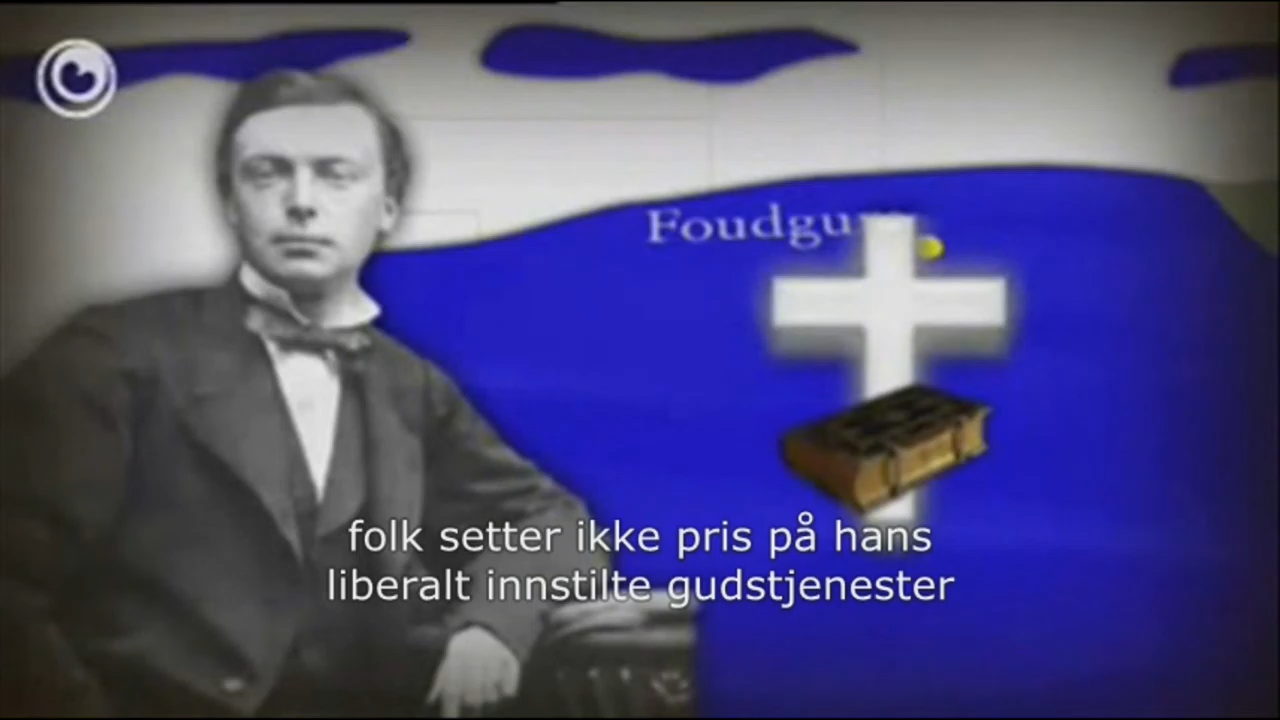 folk setter ikke pris på hans
liberalt innstilte gudstjenester